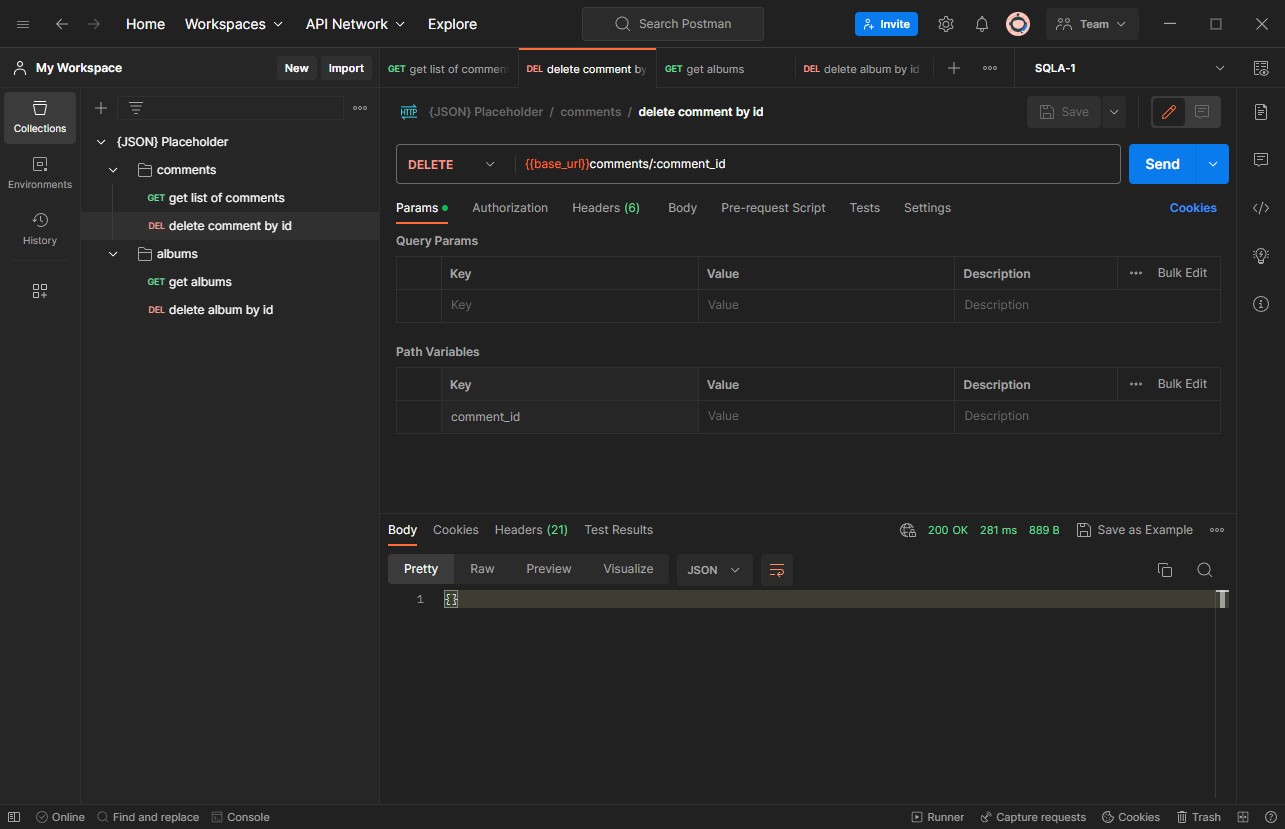 Home Workspaces API Network Explore Search Postman Invite Team
My Workspace New Import GET get list of commen DEL delete comment by GET get albums DEL delete album by id SQLA-1
Collections
Environments
History
{JSON} Placeholder
comments
GET get list of comments
DEL delete comment by id
albums
GET get albums
DEL delete album by id
HTTP {JSON} Placeholder / comments / delete comment by id Save
DELETE {{base_url}}comments/:comment_id Send
Params Authorization Headers (6) Body Pre-request Script Tests Settings Cookies
Query Params
Key Value Description Bulk Edit
Key Value Description
Path Variables
Key Value Description Bulk Edit
comment_id Value Description
Body Cookies Headers (21) Test Results 200 OK 281 ms 889 B Save as Example
Pretty Raw Preview Visualize JSON
1 {}
Online Find and replace Console Runner Capture requests Cookies Trash